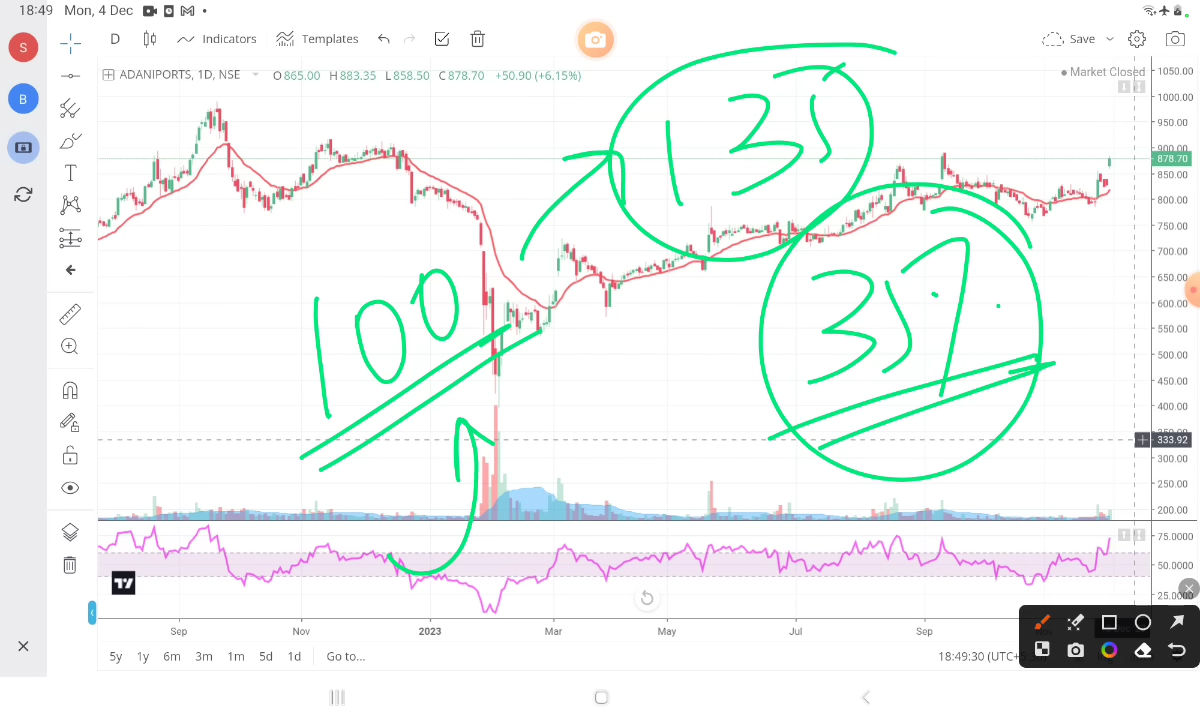 18:49 Mon, 4 Dec
S
B
D Indicators Templates Save
ADANIPORTS, 1D, NSE O865.00 H883.35 L858.50 C878.70 +50.90 (+6.15%)
Market Closed
1050.00
1000.00
950.00
900.00
878.70
850.00
800.00
750.00
700.00
650.00
600.00
550.00
500.00
450.00
400.00
350.00
333.92
300.00
250.00
200.00
135
100
75.0000
50.0000
25.0000
Sep Nov 2023 Mar May Jul Sep
5y 1y 6m 3m 1m 5d 1d Go to...
18:49:30 (UTC+